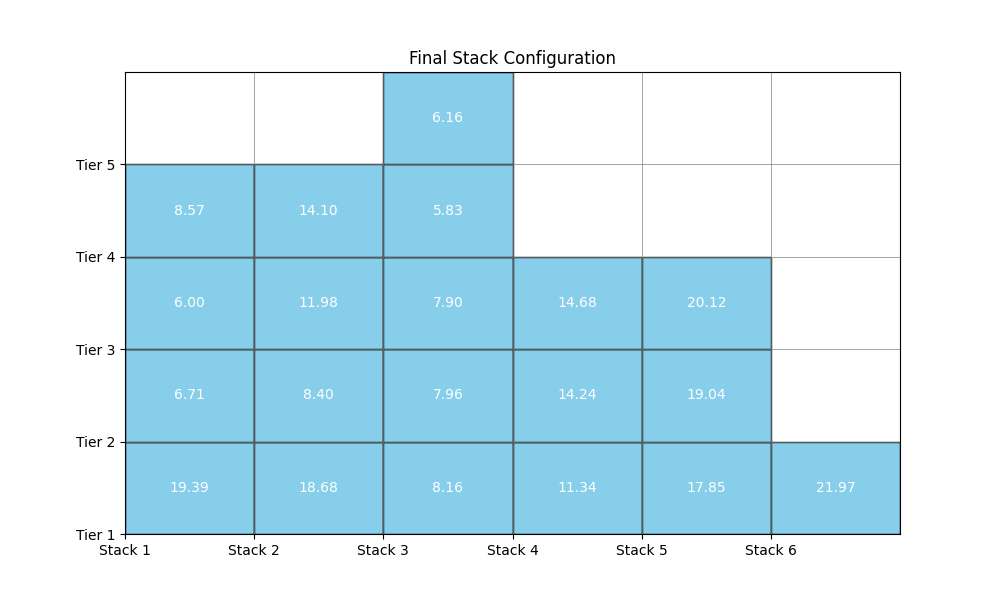 Final Stack Configuration
6.16
Tier 5
8.57 14.10 5.83
Tier 4
6.00 11.98 7.90 14.68 20.12
Tier 3
6.71 8.40 7.96 14.24 19.04
Tier 2
19.39 18.68 8.16 11.34 17.85 21.97
Tier 1
Stack 1 Stack 2 Stack 3 Stack 4 Stack 5 Stack 6